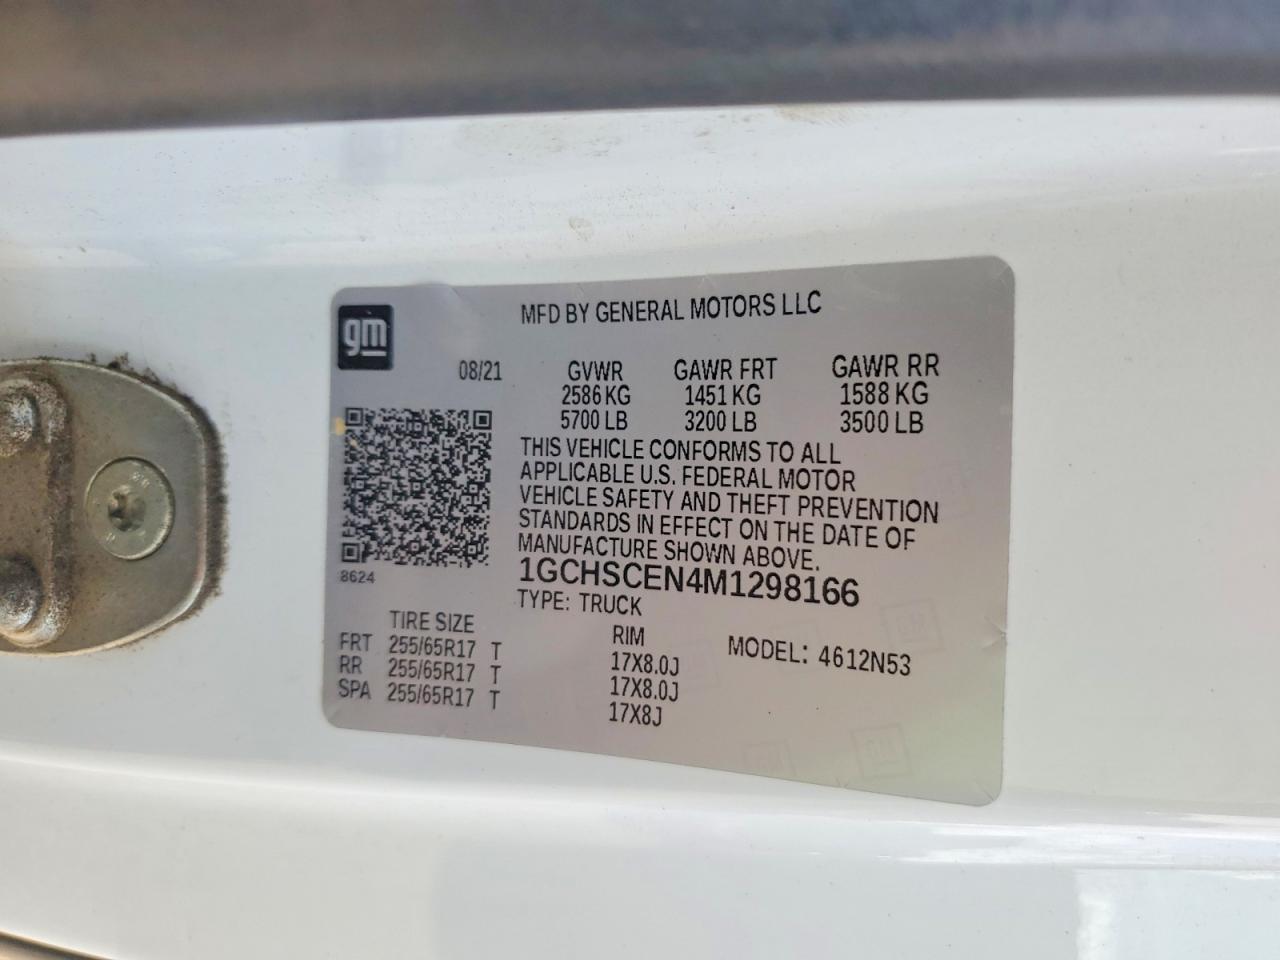 gm
MFD BY GENERAL MOTORS LLC
08/21 GVWR GAWR FRT GAWR RR
2586 KG 1451 KG 1588 KG
5700 LB 3200 LB 3500 LB
THIS VEHICLE CONFORMS TO ALL
APPLICABLE U.S. FEDERAL MOTOR
VEHICLE SAFETY AND THEFT PREVENTION
STANDARDS IN EFFECT ON THE DATE OF
MANUFACTURE SHOWN ABOVE.
8624
1GCHSCEN4M1298166
TYPE: TRUCK
TIRE SIZE RIM MODEL: 4612N53
FRT 255/65R17 T 17X8.0J
RR 255/65R17 T 17X8.0J
SPA 255/65R17 T 17X8J